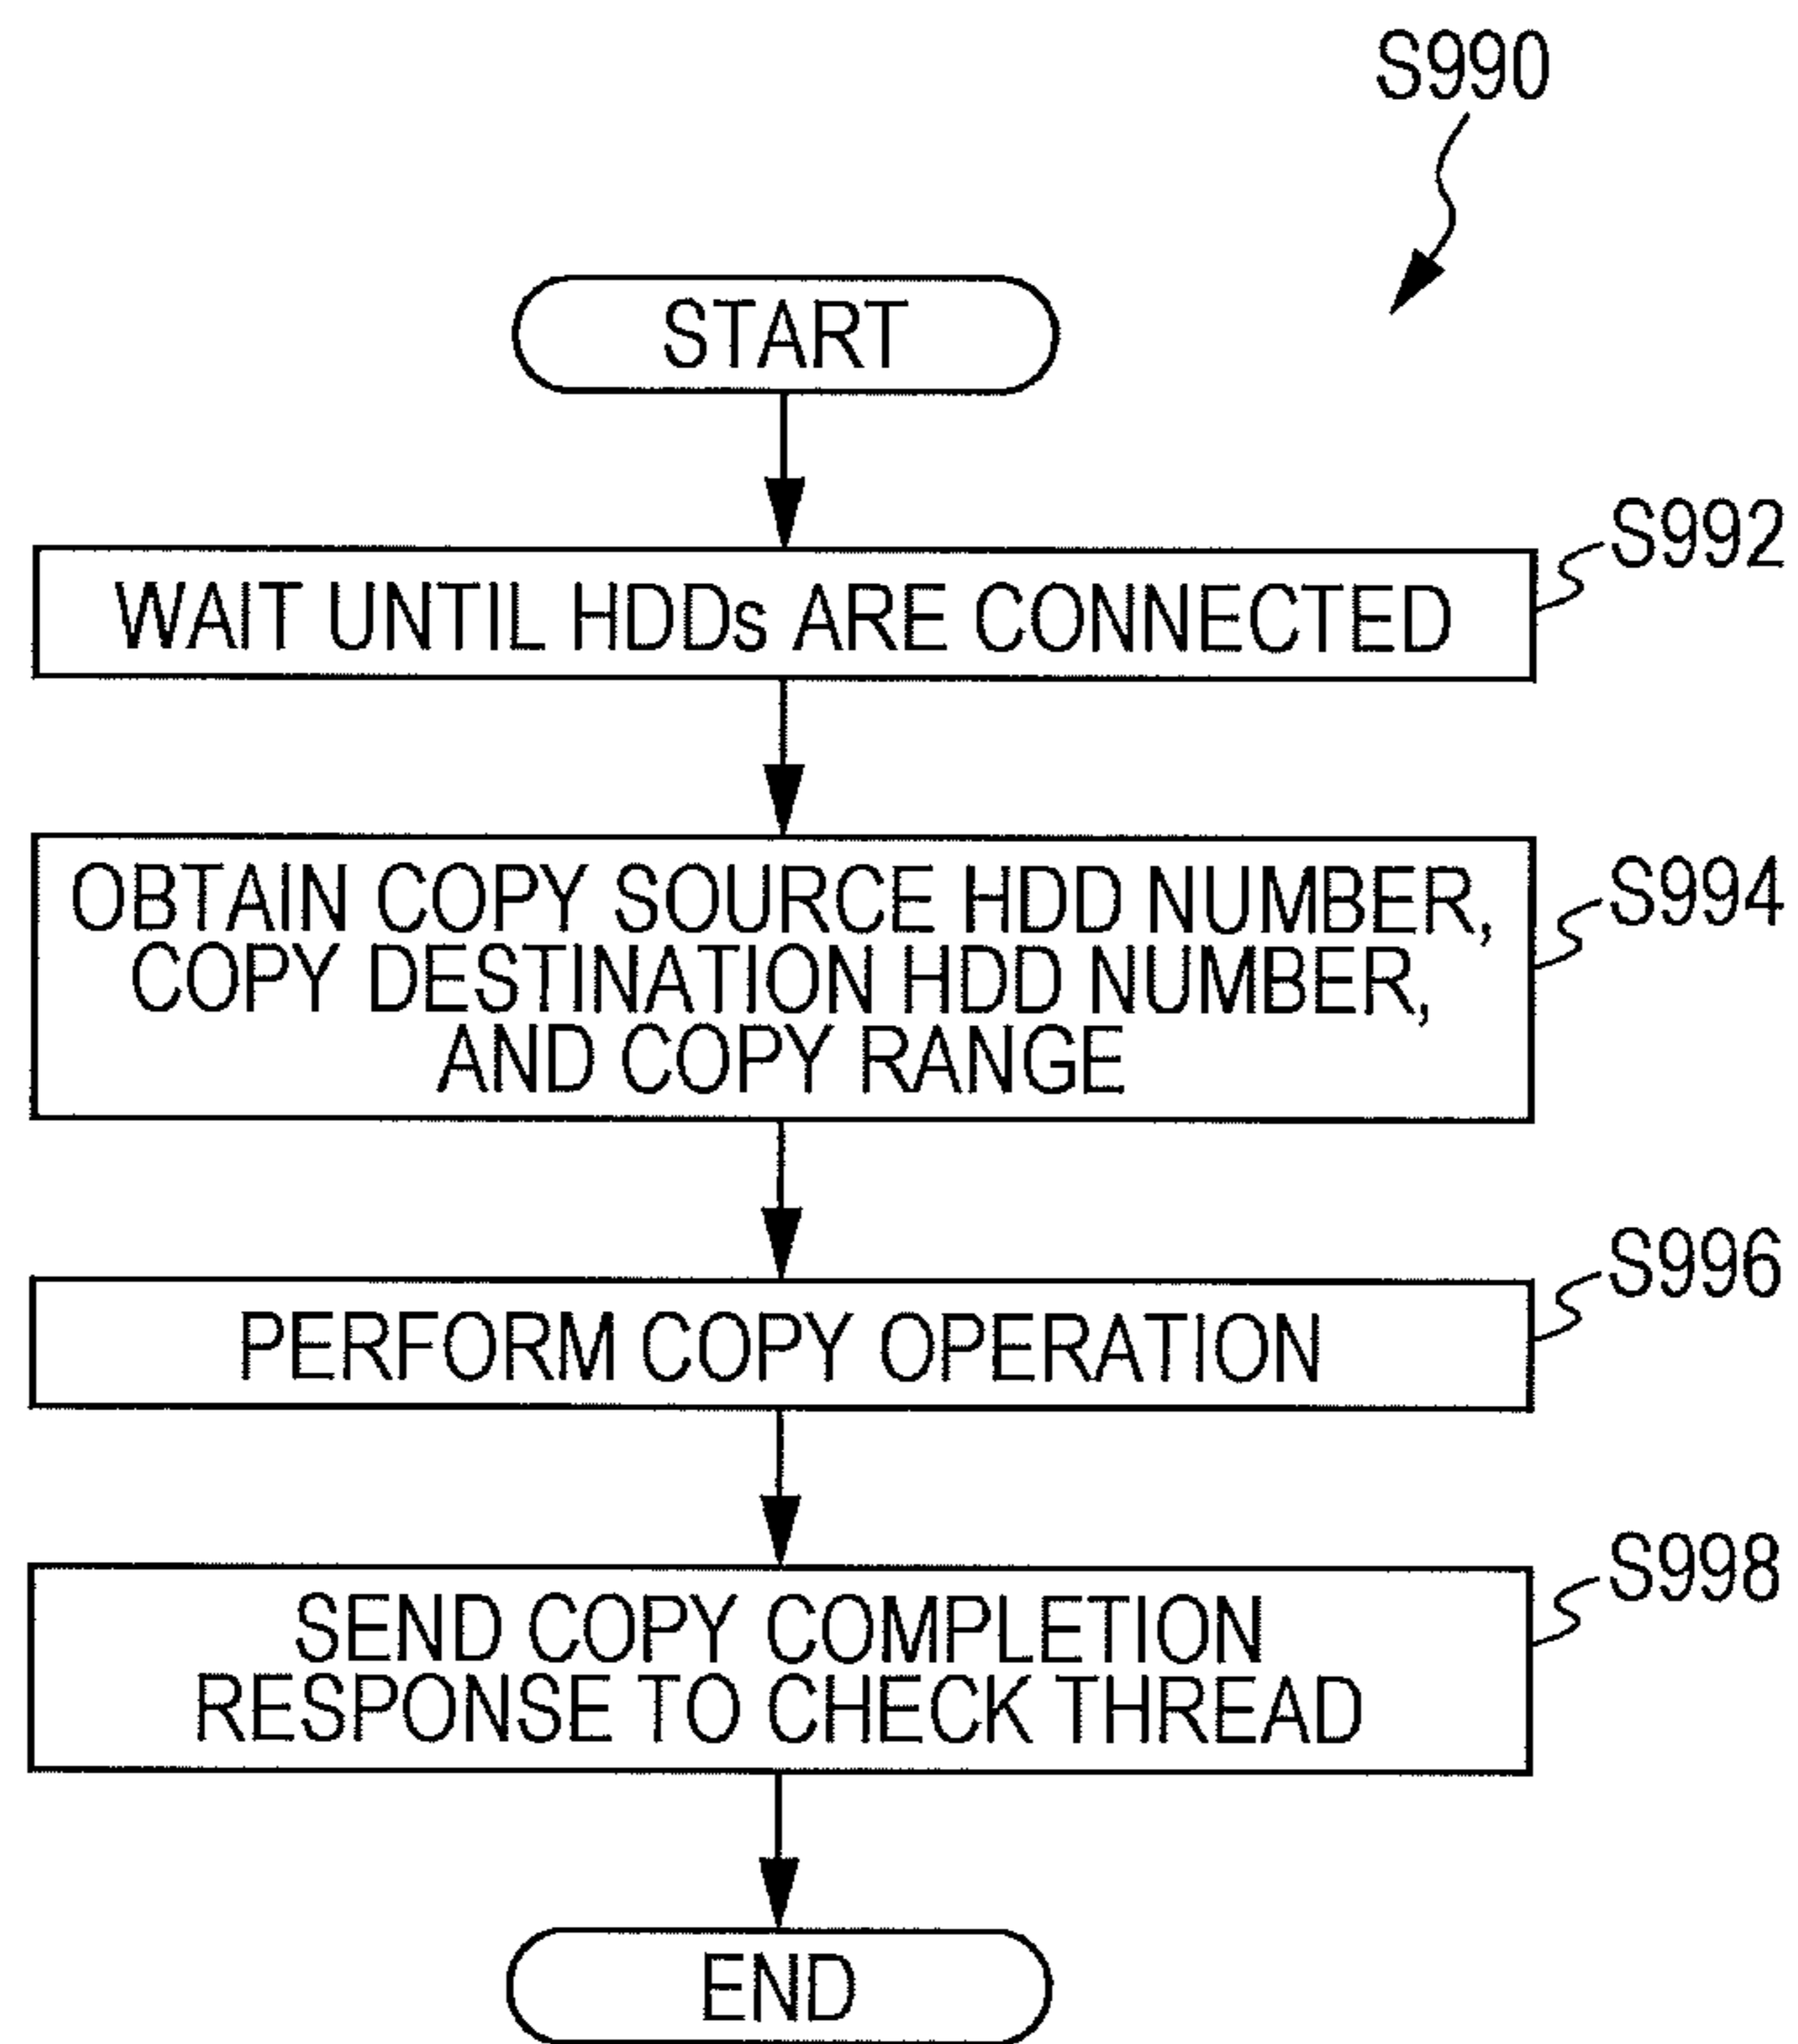 S990
START
S992
WAIT UNTIL HDDs ARE CONNECTED
S994
OBTAIN COPY SOURCE HDD NUMBER,
COPY DESTINATION HDD NUMBER,
AND COPY RANGE
S996
PERFORM COPY OPERATION
S998
SEND COPY COMPLETION
RESPONSE TO CHECK THREAD
END